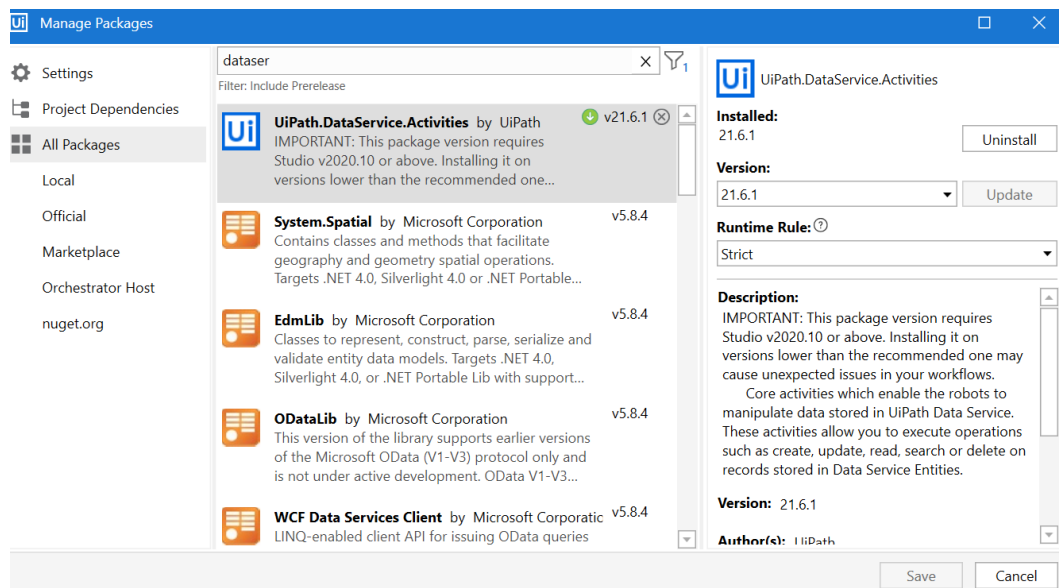 Ui Manage Packages
Settings
Project Dependencies
All Packages
Local
Official
Marketplace
Orchestrator Host
nuget.org
dataser
1
Filter: Include Prerelease
Ui
UiPath.DataService.Activities by UiPath v21.6.1
IMPORTANT: This package version requires
Studio v2020.10 or above. Installing it on
versions lower than the recommended one...
System.Spatial by Microsoft Corporation v5.8.4
Contains classes and methods that facilitate
geography and geometry spatial operations.
Targets .NET 4.0, Silverlight 4.0 or .NET Portable...
EdmLib by Microsoft Corporation v5.8.4
Classes to represent, construct, parse, serialize and
validate entity data models. Targets .NET 4.0,
Silverlight 4.0, or .NET Portable Lib with support...
ODataLib by Microsoft Corporation v5.8.4
This version of the library supports earlier versions
of the Microsoft OData (V1-V3) protocol only and
is not under active development. OData V1-V3...
WCF Data Services Client by Microsoft Corporatic v5.8.4
LINQ-enabled client API for issuing OData queries
Ui UiPath.DataService.Activities
Installed:
21.6.1
Uninstall
Version:
21.6.1
Update
Runtime Rule: ?
Strict
Description:
IMPORTANT: This package version requires
Studio v2020.10 or above. Installing it on
versions lower than the recommended one may
cause unexpected issues in your workflows.
Core activities which enable the robots to
manipulate data stored in UiPath Data Service.
These activities allow you to execute operations
such as create, update, read, search or delete on
records stored in Data Service Entities.
Version: 21.6.1
Author(s): UiPath
Save
Cancel